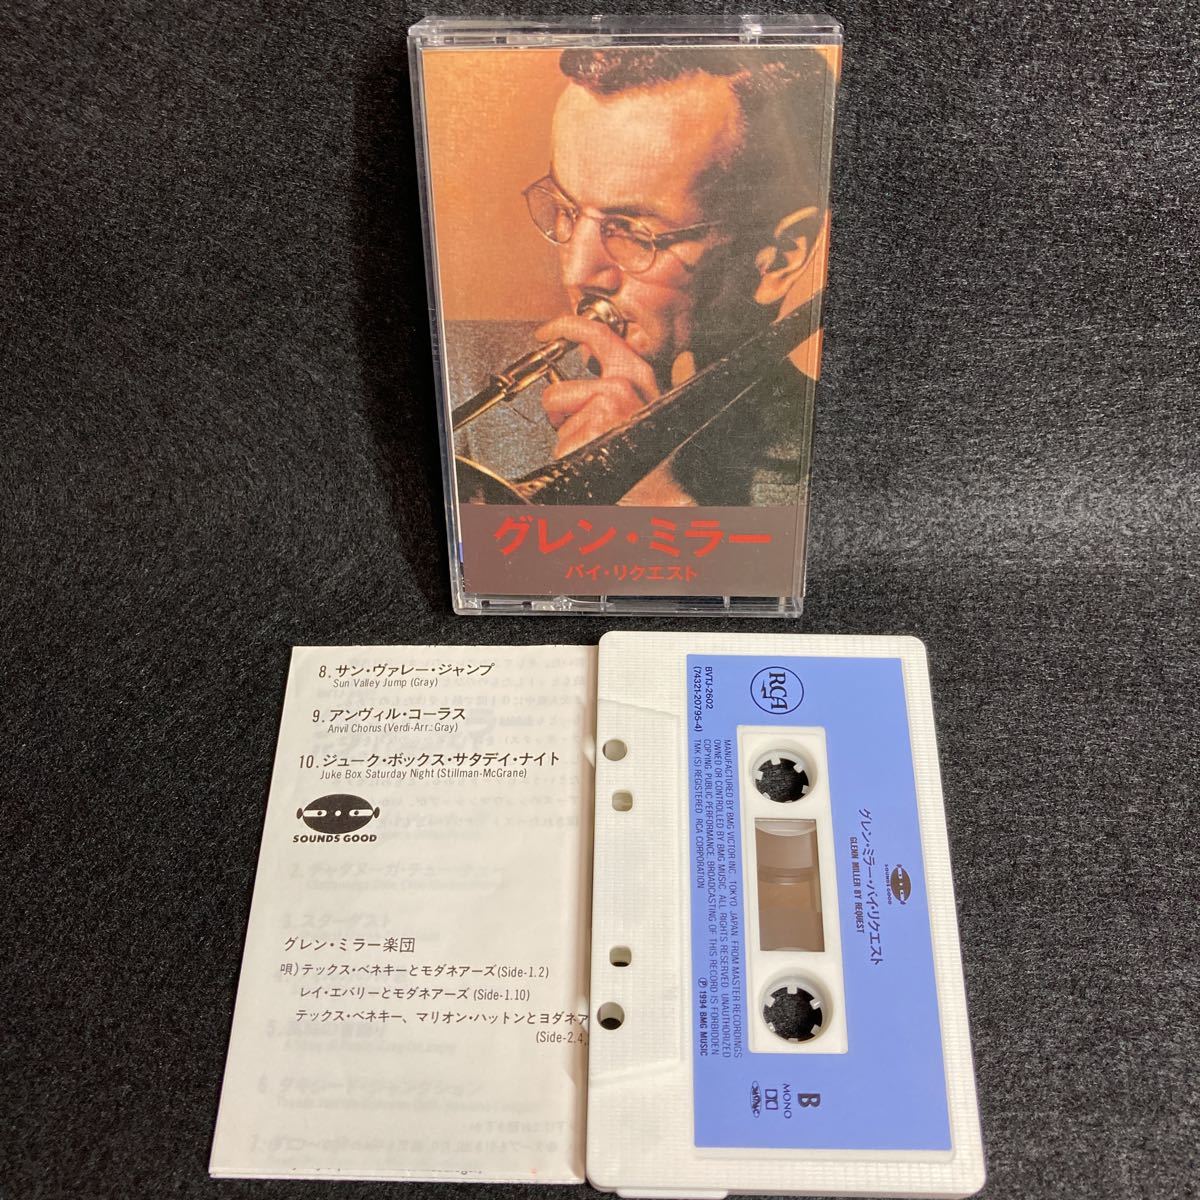 グレン・ミラー
バイ・リクエスト
8. サン・ヴァレー・ジャンプ
Sun Valley Jump (Gray)
9. アンヴィル・コーラス
Anvil Chorus (Verdi-Arr.: Gray)
10. ジューク・ボックス・サタデイ・ナイト
Juke Box Saturday Night (Stillman-McGrane)
SOUNDS GOOD
グレン・ミラー楽団
唄) テックス・ベネキーとモダネアーズ (Side-1.2)
レイ・エバリーとモダネアーズ (Side-1.10)
テックス・ベネキー、マリオン・ハットンとヨダネア
(Side-2.4,
RCA
BVTJ-2602
(74321-20795-4)
グレン・ミラー・バイ・リクエスト
GLENN MILLER BY REQUEST
SOUNDS GOOD
MANUFACTURED BY BMG VICTOR INC. TOKYO, JAPAN. FROM MASTER RECORDINGS
OWNED OR CONTROLLED BY BMG MUSIC. ALL RIGHTS RESERVED. UNAUTHORIZED
COPYING, PUBLIC PERFORMANCE, BROADCASTING OF THIS RECORD IS FORBIDDEN.
TMK (S) REGISTERED. RCA CORPORATION. ℗ 1994 BMG MUSIC
B
MONO